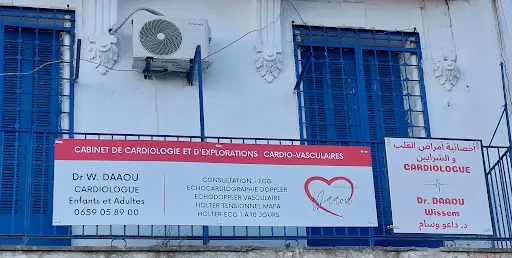 CABINET DE CARDIOLOGIE ET D'EXPLORATIONS CARDIO-VASCULAIRES
Dr W. DAAOU
CARDIOLOGUE
Enfants et Adultes
0659 05 89 00
CONSULTATION - ECG
ECHOCARDIOGRAPHIE DOPPLER
ECHODOPPLER VASCULAIRE
HOLTER TENSIONNEL MAPA
HOLTER ECG 1 À 10 JOURS
Daaou
أخصائية أمراض القلب
و الشرايين
CARDIOLOGUE
Dr. DAAOU
Wissem
د. داعو وسام